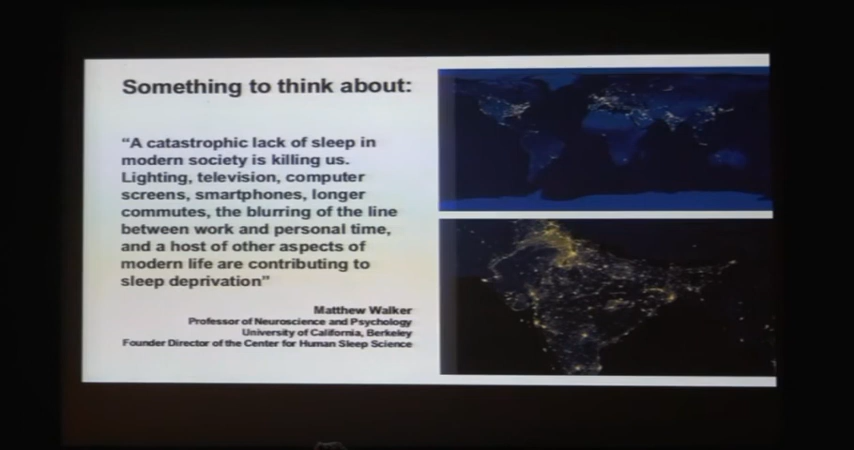 Something to think about:
“A catastrophic lack of sleep in
modern society is killing us.
Lighting, television, computer
screens, smartphones, longer
commutes, the blurring of the line
between work and personal time,
and a host of other aspects of
modern life are contributing to
sleep deprivation”
Matthew Walker
Professor of Neuroscience and Psychology
University of California, Berkeley
Founder Director of the Center for Human Sleep Science